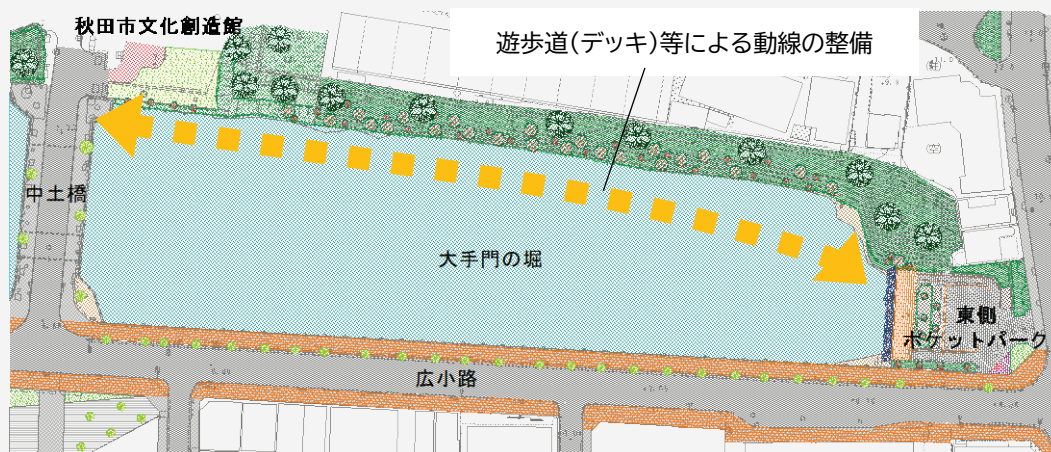 秋田市文化創造館
遊歩道(デッキ)等による動線の整備
中土橋
大手門の堀
東側
ポケットパーク
広小路